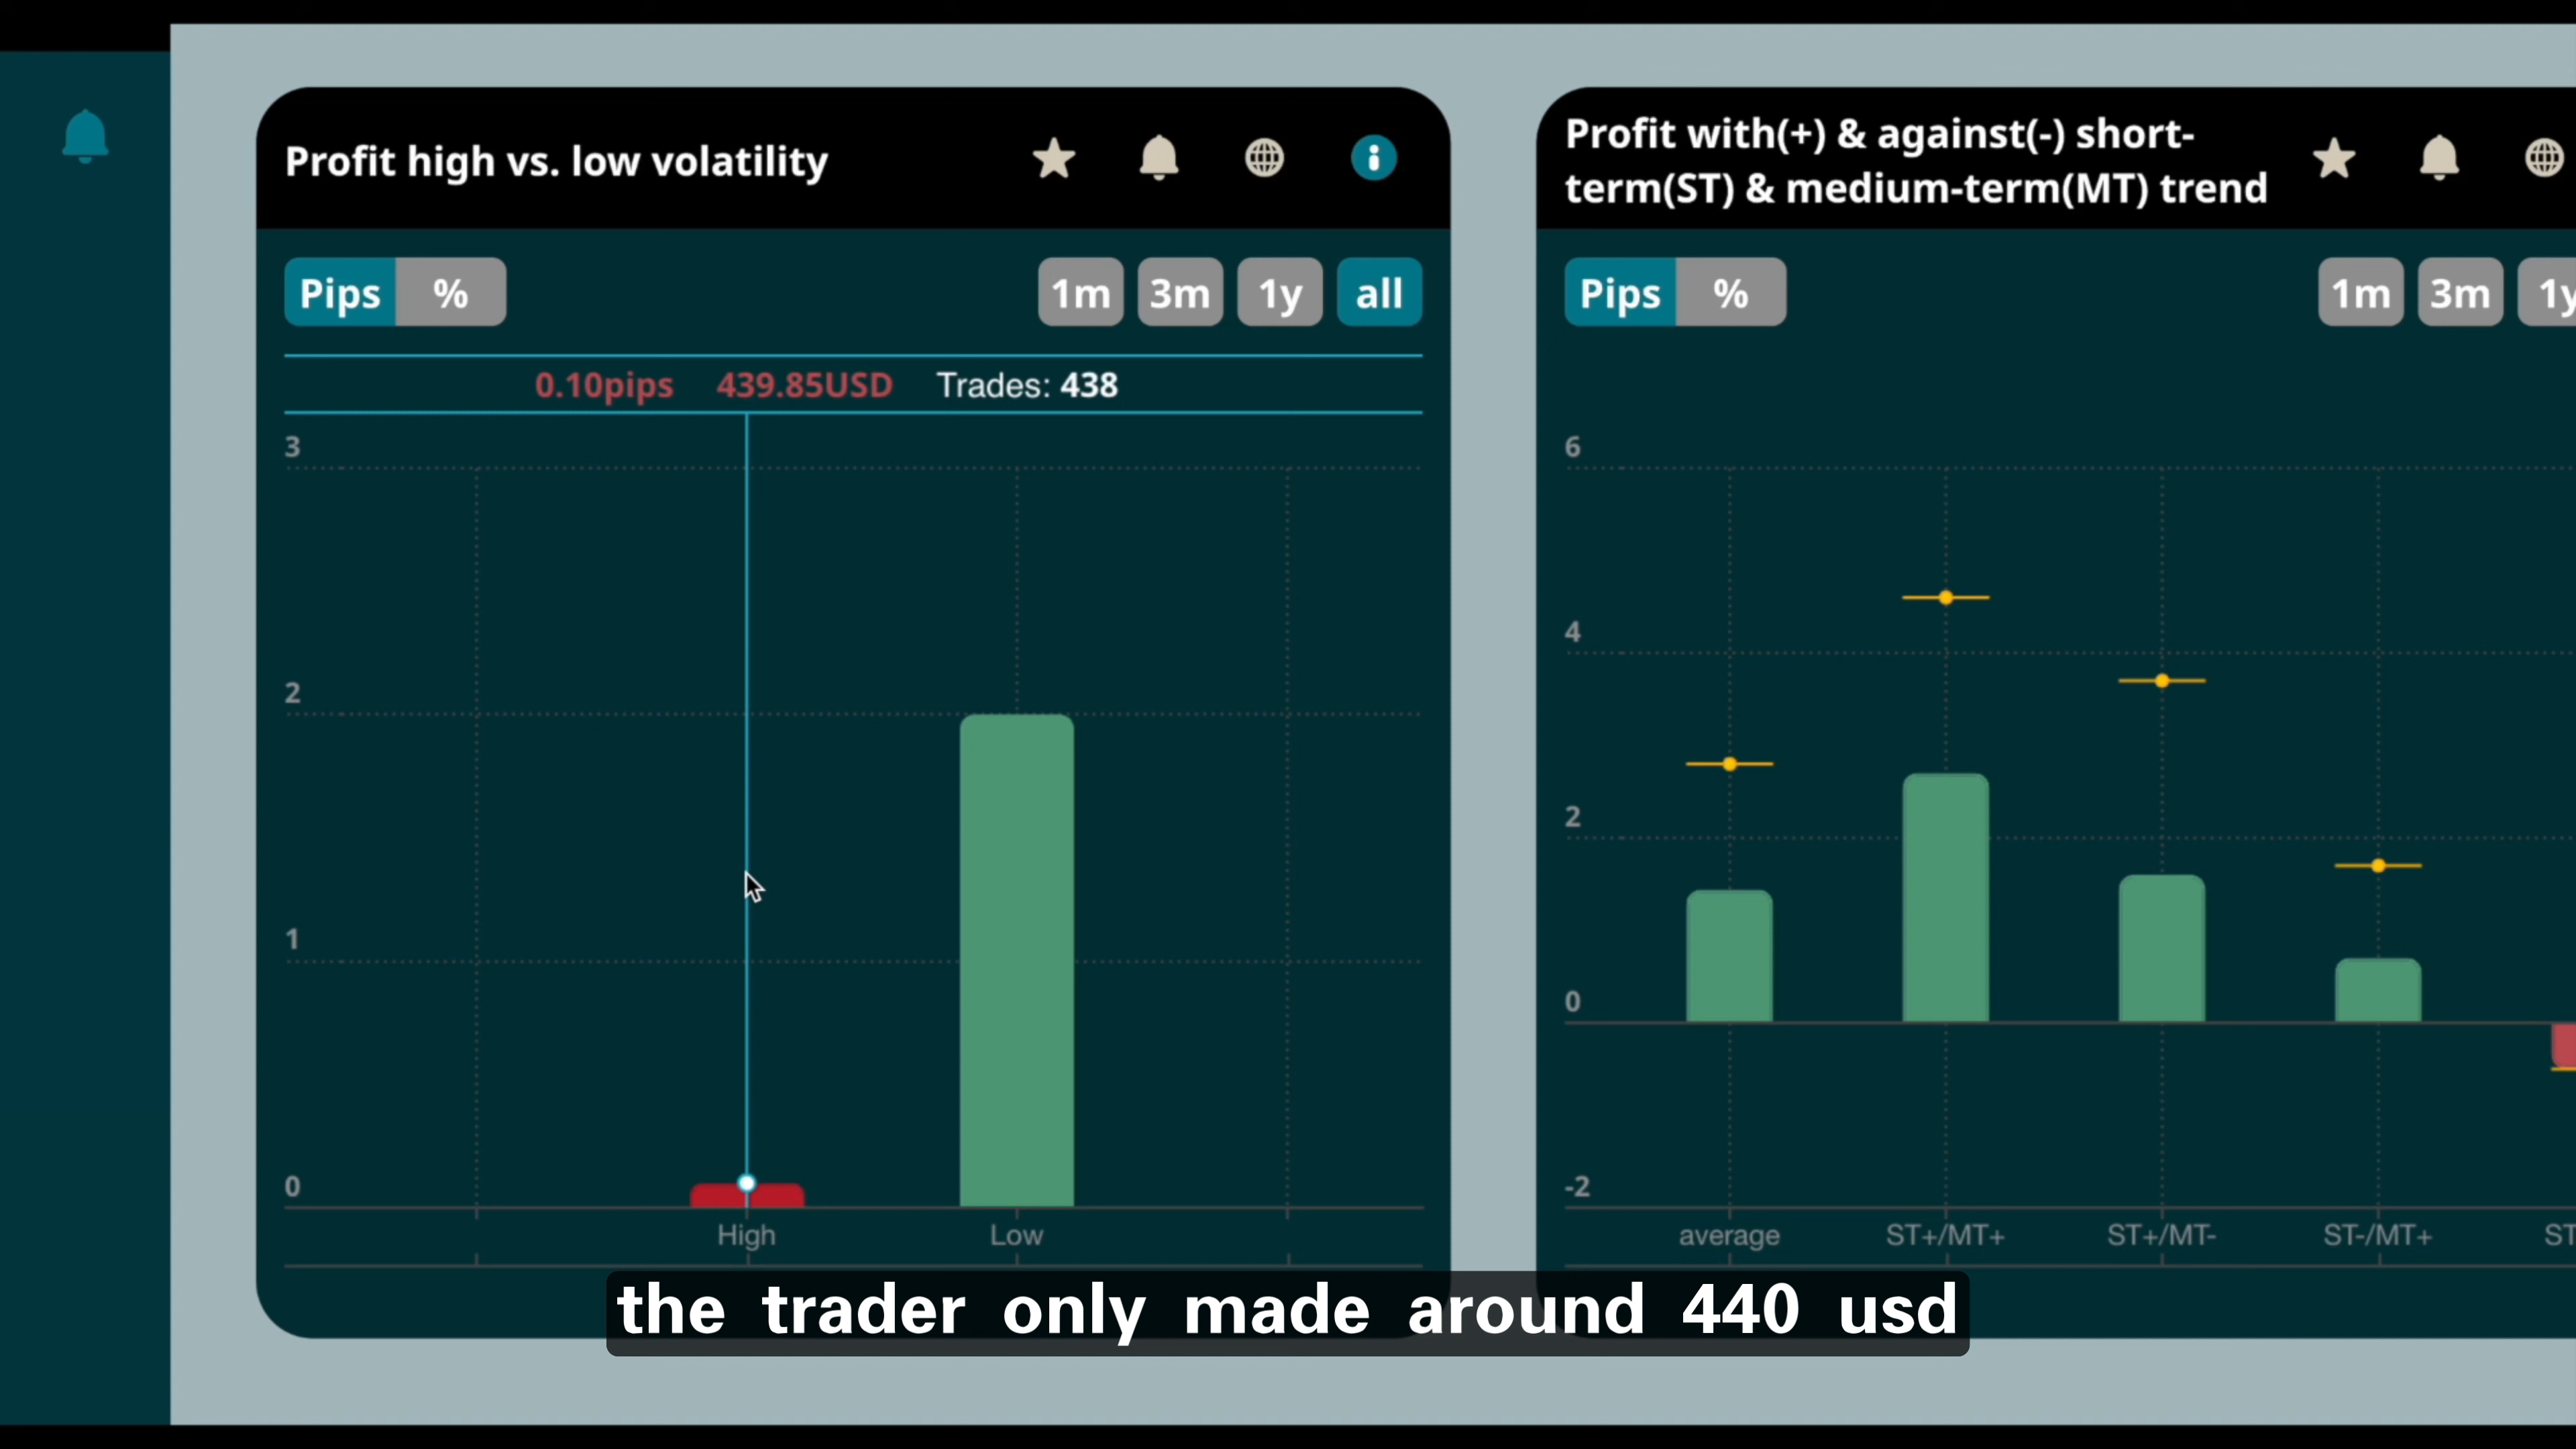 Profit high vs. low volatility
Pips % 1m 3m 1y all
0.10pips 439.85USD Trades: 438
3
2
1
0
High Low
Profit with(+) & against(-) short-
term(ST) & medium-term(MT) trend
Pips % 1m 3m 1y
6
4
2
0
-2
average ST+/MT+ ST+/MT- ST-/MT+ ST
the trader only made around 440 usd